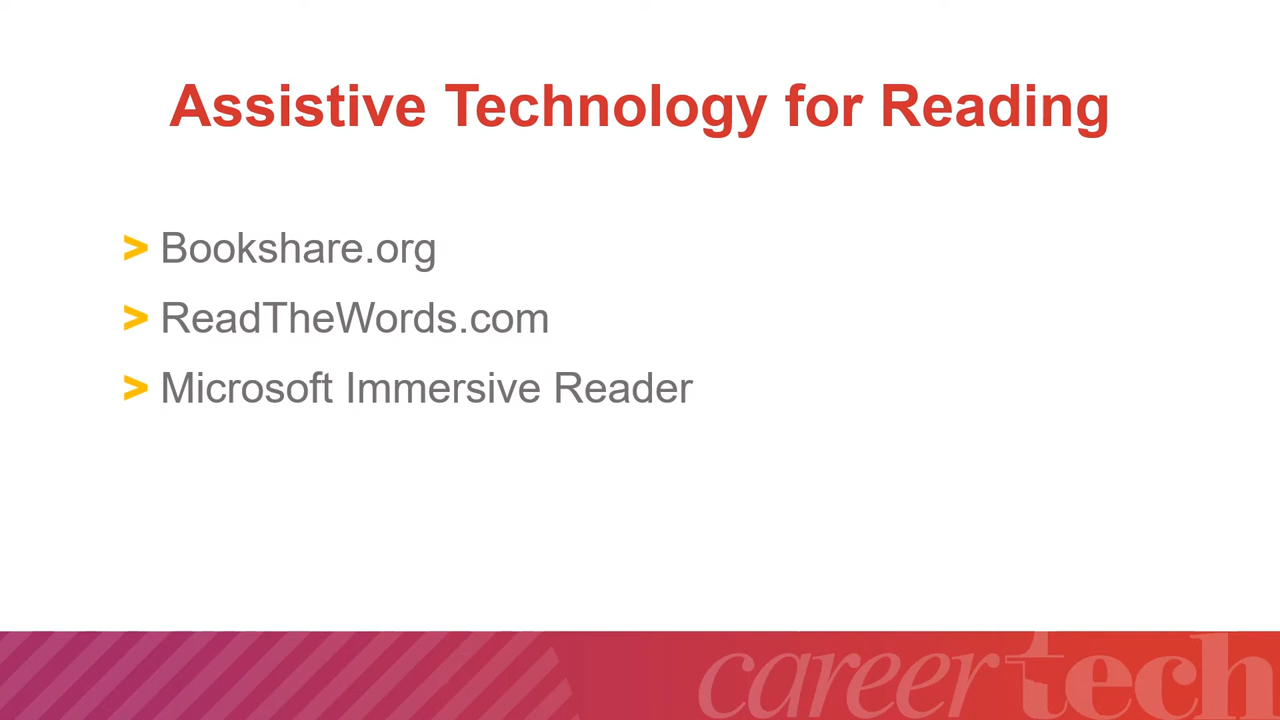 Assistive Technology for Reading
> Bookshare.org
> ReadTheWords.com
> Microsoft Immersive Reader
careertech